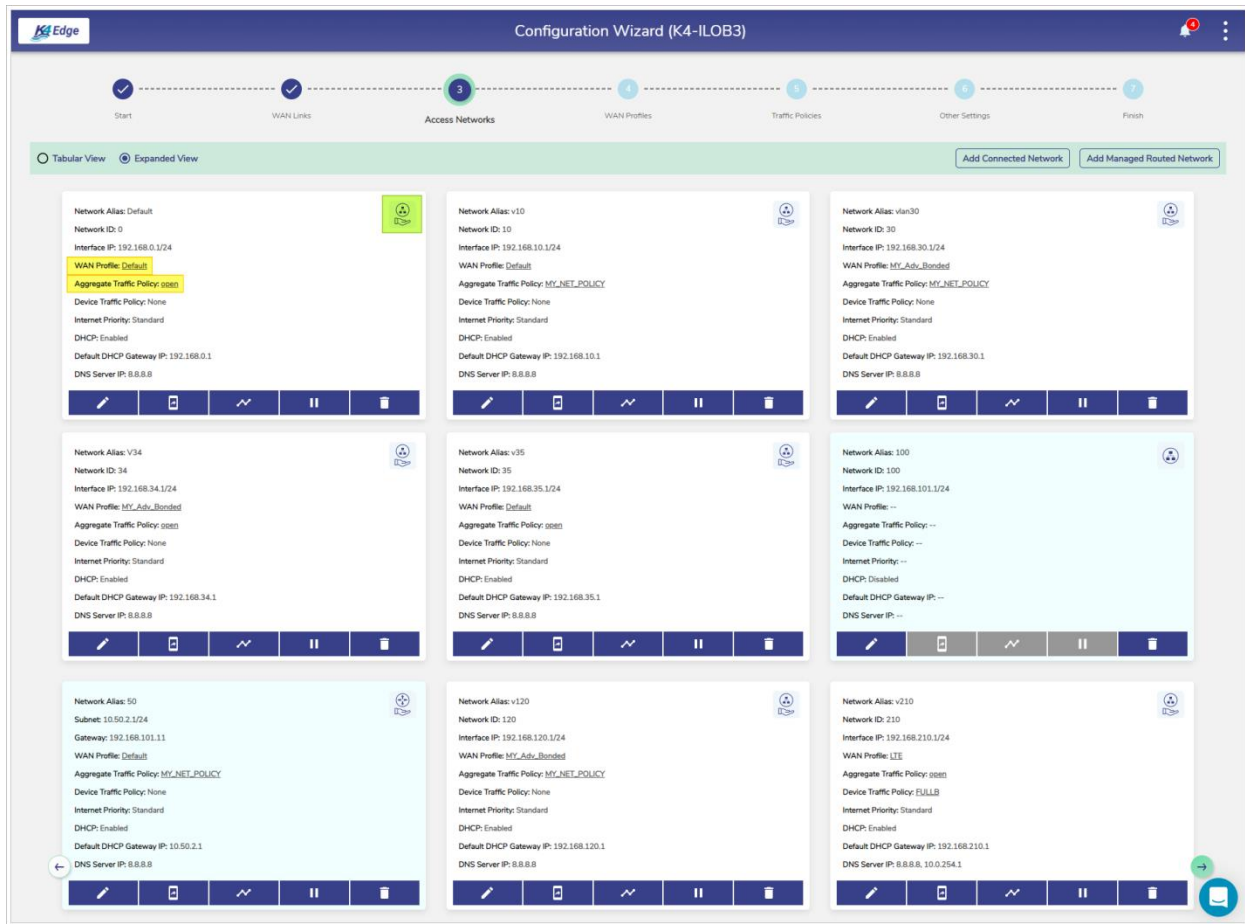 K4 Edge
Configuration Wizard (K4-ILOB3)
4
3
4
5
6
7
Start
WAN Links
Access Networks
WAN Profiles
Traffic Policies
Other Settings
Finish
Tabular View
Expanded View
Add Connected Network
Add Managed Routed Network
Network Alias: Default
Network ID: 0
Interface IP: 192.168.0.1/24
WAN Profile: Default
Aggregate Traffic Policy: open
Device Traffic Policy: None
Internet Priority: Standard
DHCP: Enabled
Default DHCP Gateway IP: 192.168.0.1
DNS Server IP: 8.8.8.8
Network Alias: v10
Network ID: 10
Interface IP: 192.168.10.1/24
WAN Profile: Default
Aggregate Traffic Policy: MY_NET_POLICY
Device Traffic Policy: None
Internet Priority: Standard
DHCP: Enabled
Default DHCP Gateway IP: 192.168.10.1
DNS Server IP: 8.8.8.8
Network Alias: vlan30
Network ID: 30
Interface IP: 192.168.30.1/24
WAN Profile: MY_Adv_Bonded
Aggregate Traffic Policy: MY_NET_POLICY
Device Traffic Policy: None
Internet Priority: Standard
DHCP: Enabled
Default DHCP Gateway IP: 192.168.30.1
DNS Server IP: 8.8.8.8
Network Alias: V34
Network ID: 34
Interface IP: 192.168.34.1/24
WAN Profile: MY_Adv_Bonded
Aggregate Traffic Policy: open
Device Traffic Policy: None
Internet Priority: Standard
DHCP: Enabled
Default DHCP Gateway IP: 192.168.34.1
DNS Server IP: 8.8.8.8
Network Alias: v35
Network ID: 35
Interface IP: 192.168.35.1/24
WAN Profile: Default
Aggregate Traffic Policy: open
Device Traffic Policy: None
Internet Priority: Standard
DHCP: Enabled
Default DHCP Gateway IP: 192.168.35.1
DNS Server IP: 8.8.8.8
Network Alias: 100
Network ID: 100
Interface IP: 192.168.101.1/24
WAN Profile: --
Aggregate Traffic Policy: --
Device Traffic Policy: --
Internet Priority: --
DHCP: Disabled
Default DHCP Gateway IP: --
DNS Server IP: --
Network Alias: 50
Subnet: 10.50.2.1/24
Gateway: 192.168.101.11
WAN Profile: Default
Aggregate Traffic Policy: MY_NET_POLICY
Device Traffic Policy: None
Internet Priority: Standard
DHCP: Enabled
Default DHCP Gateway IP: 10.50.2.1
DNS Server IP: 8.8.8.8
Network Alias: v120
Network ID: 120
Interface IP: 192.168.120.1/24
WAN Profile: MY_Adv_Bonded
Aggregate Traffic Policy: MY_NET_POLICY
Device Traffic Policy: None
Internet Priority: Standard
DHCP: Enabled
Default DHCP Gateway IP: 192.168.120.1
DNS Server IP: 8.8.8.8
Network Alias: v210
Network ID: 210
Interface IP: 192.168.210.1/24
WAN Profile: LTE
Aggregate Traffic Policy: open
Device Traffic Policy: FULLB
Internet Priority: Standard
DHCP: Enabled
Default DHCP Gateway IP: 192.168.210.1
DNS Server IP: 8.8.8.8, 10.0.254.1